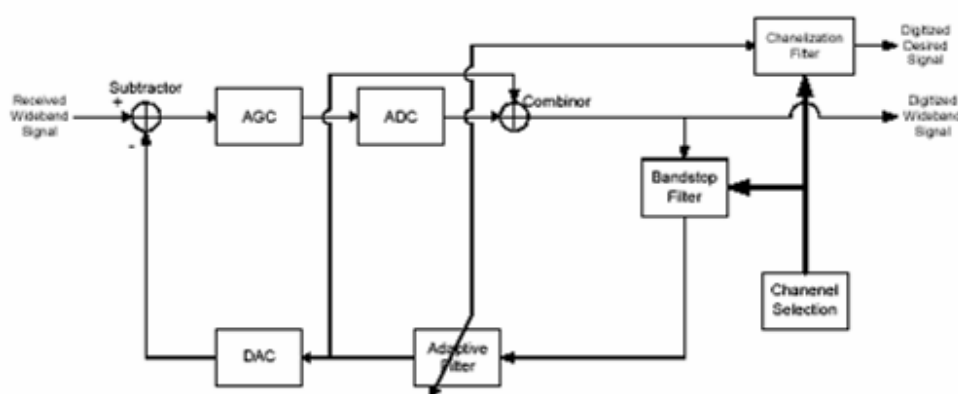 Chanelization
Filter
Digitized
Desired
Signal
Subtractor
+
-
Received
Wideband
Signal
AGC
ADC
Combinor
Digitized
Wideband
Signal
Bandstop
Filter
Chanenel
Selection
DAC
Adaptive
Filter